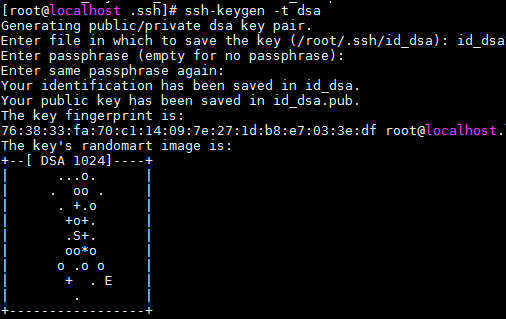 [root@localhost .ssh]# ssh-keygen -t dsa
Generating public/private dsa key pair.
Enter file in which to save the key (/root/.ssh/id_dsa): id_dsa
Enter passphrase (empty for no passphrase):
Enter same passphrase again:
Your identification has been saved in id_dsa.
Your public key has been saved in id_dsa.pub.
The key fingerprint is:
76:38:33:fa:70:c1:14:09:7e:27:1d:b8:e7:03:3e:df root@localhost.
The key's randomart image is:
+--[ DSA 1024]----+
|      ...o.      |
|     .  oo .     |
|      . +.o      |
|       +o+.      |
|       .S+.      |
|       oo*o      |
|      o .o o     |
|       +  . E    |
|        .        |
+-----------------+